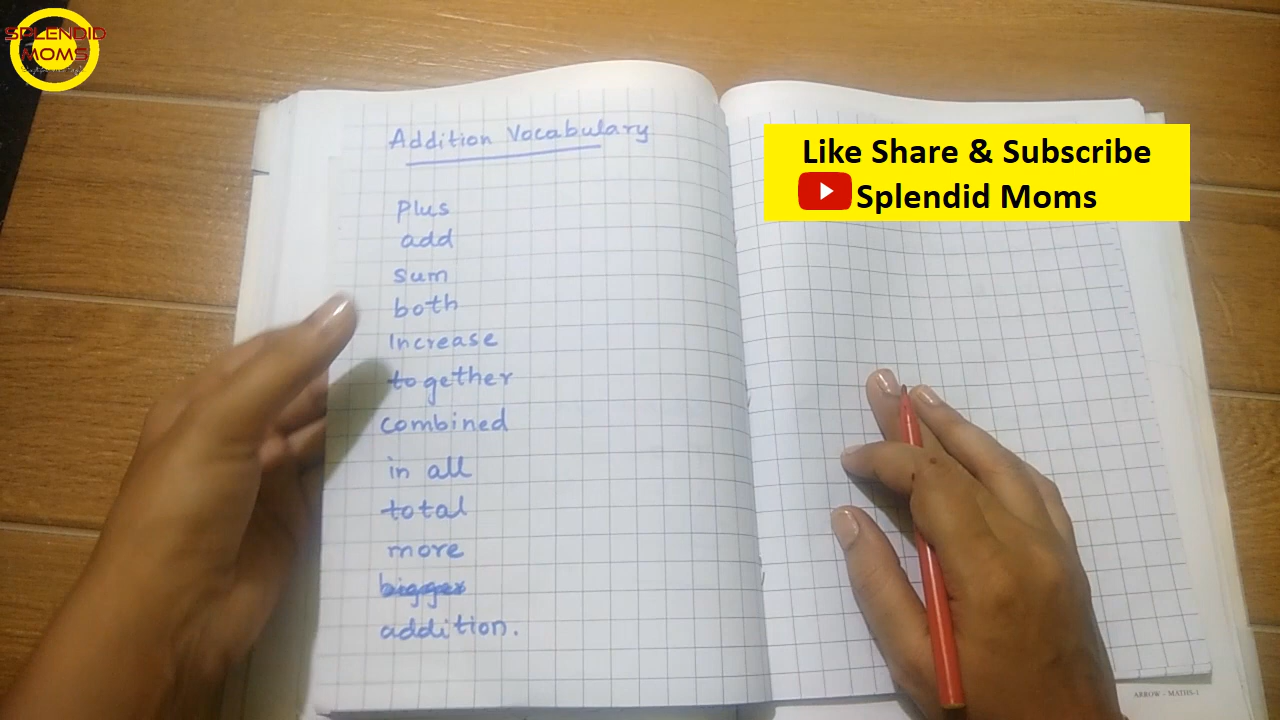 SPLENDID
MOMS
Addition Vocabulary
Plus
add
sum
both
Increase
together
combined
in all
total
more
bigger
addition.
Like Share & Subscribe
Splendid Moms
ARROW - MATHS-1